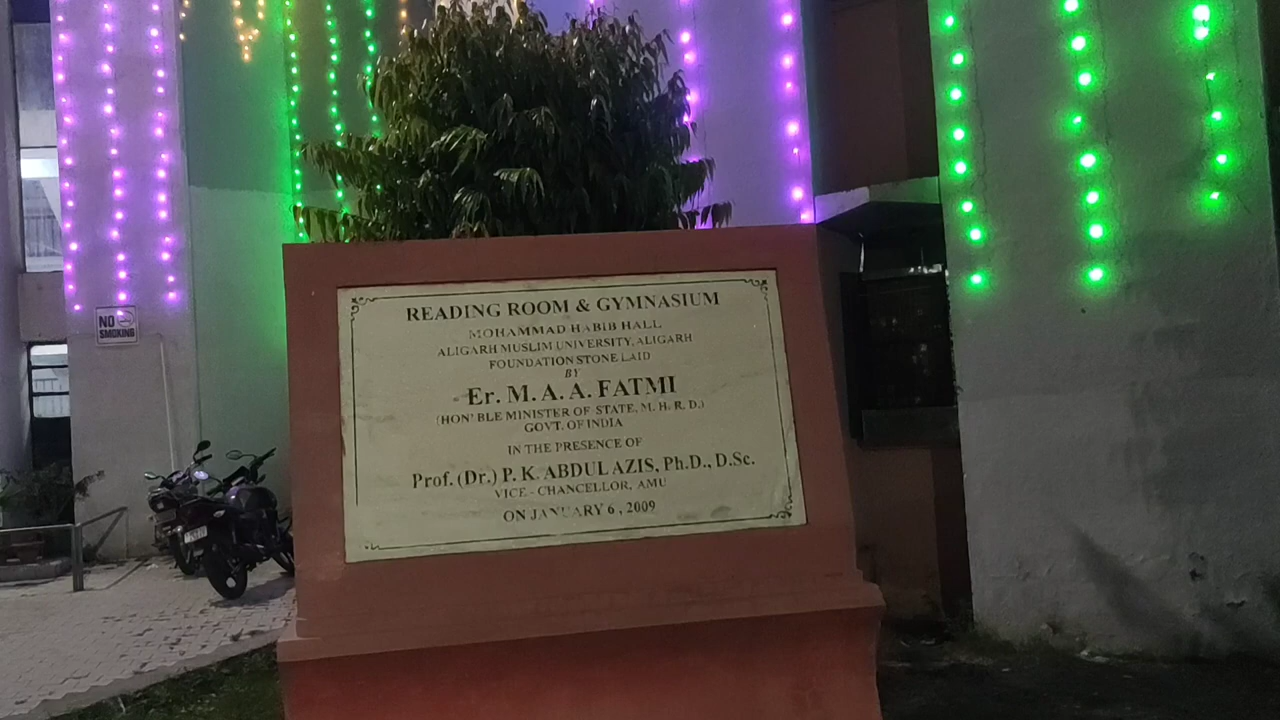 READING ROOM & GYMNASIUM
MOHAMMAD HABIB HALL
ALIGARH MUSLIM UNIVERSITY, ALIGARH
FOUNDATION STONE LAID
BY
Er. M. A. A. FATMI
(HON' BLE MINISTER OF STATE, M. H. R. D.)
GOVT. OF INDIA
IN THE PRESENCE OF
Prof. (Dr.) P. K. ABDUL AZIS, Ph.D., D.Sc.
VICE - CHANCELLOR, AMU
ON JANUARY 6, 2009
NO
SMOKING